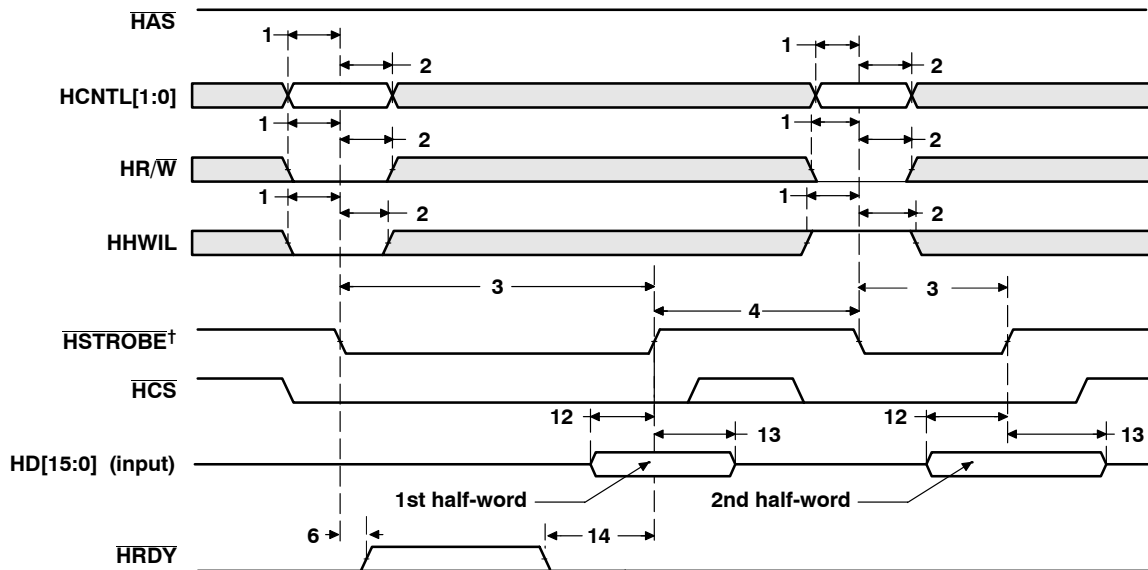 HAS
1
1
2
2
HCNTL[1:0]
1
1
2
2
HR/W
1
1
2
2
HHWIL
3
3
4
HSTROBE†
HCS
12
12
13
13
HD[15:0] (input)
1st half-word
2nd half-word
6
14
HRDY